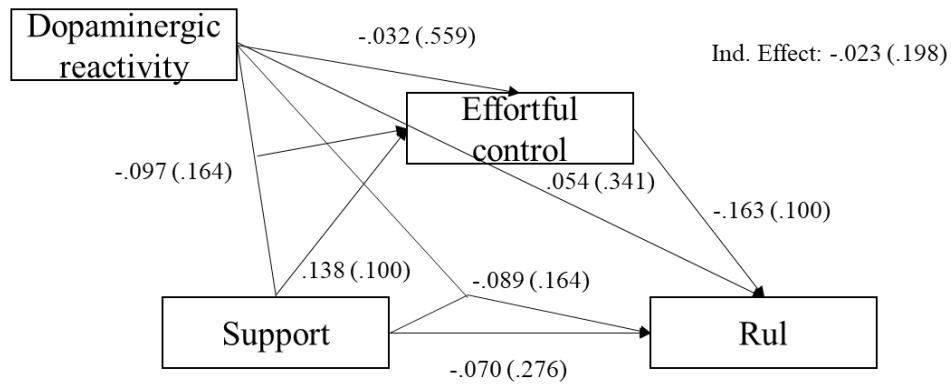 Dopaminergic
reactivity
-.032 (.559)
Ind. Effect: -.023 (.198)
Effortful
control
-.097 (.164)
.054 (.341)
-.163 (.100)
.138 (.100)
-.089 (.164)
Support
Rul
-.070 (.276)